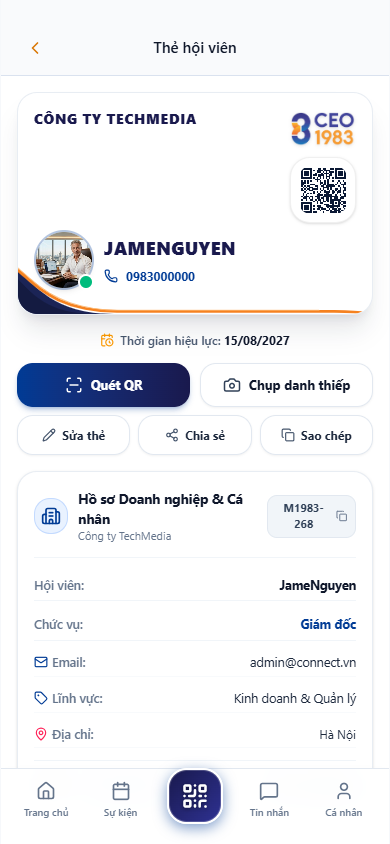 Thẻ hội viên
CÔNG TY TECHMEDIA
CEO
1983
JAMENGUYEN
0983000000
Thời gian hiệu lực: 15/08/2027
Quét QR
Chụp danh thiếp
Sửa thẻ
Chia sẻ
Sao chép
Hồ sơ Doanh nghiệp & Cá
nhân
Công ty TechMedia
M1983-
268
Hội viên: JameNguyen
Chức vụ: Giám đốc
Email: admin@connect.vn
Lĩnh vực: Kinh doanh & Quản lý
Địa chỉ: Hà Nội
Trang chủ
Sự kiện
Tin nhắn
Cá nhân